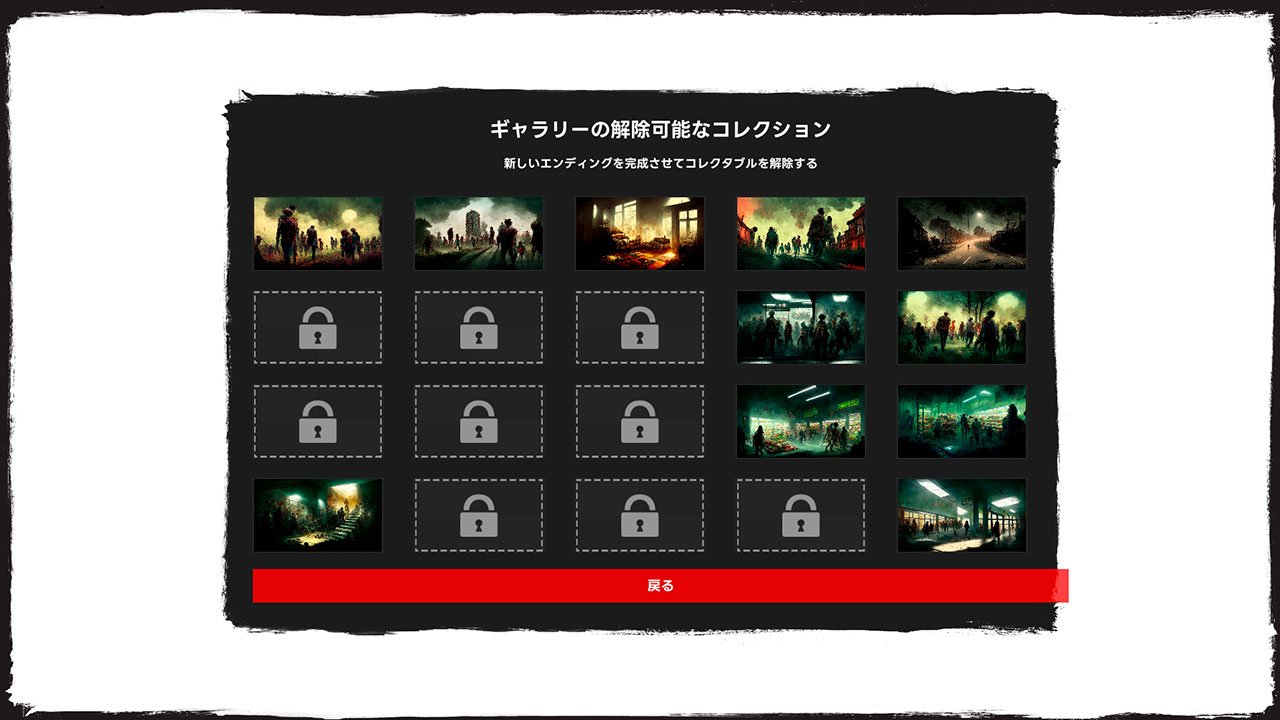 ギャラリーの解除可能なコレクション
新しいエンディングを完成させてコレクタブルを解除する
戻る